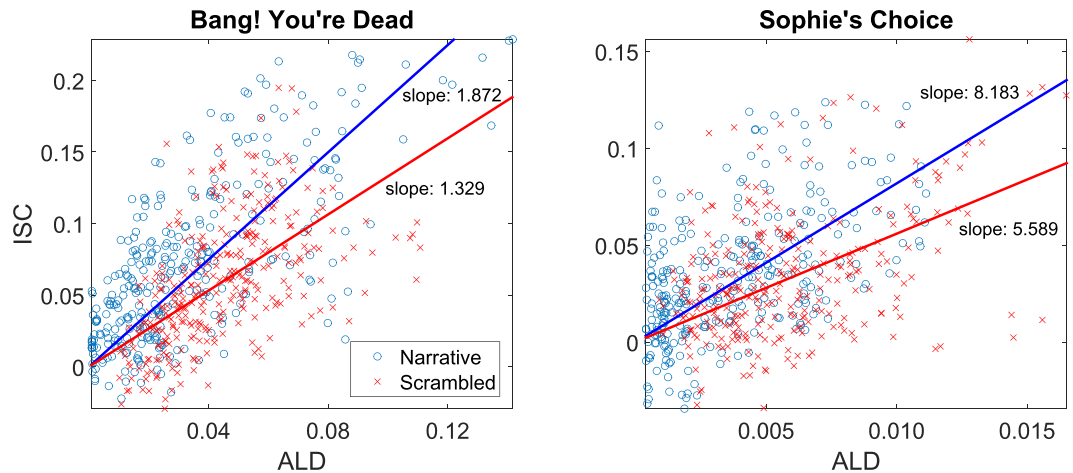 Bang! You're Dead
ISC
0.2
0.15
0.1
0.05
0
slope: 1.872
slope: 1.329
Narrative
Scrambled
0.04
0.08
0.12
ALD
Sophie's Choice
0.15
0.1
0.05
0
slope: 8.183
slope: 5.589
0.005
0.010
0.015
ALD